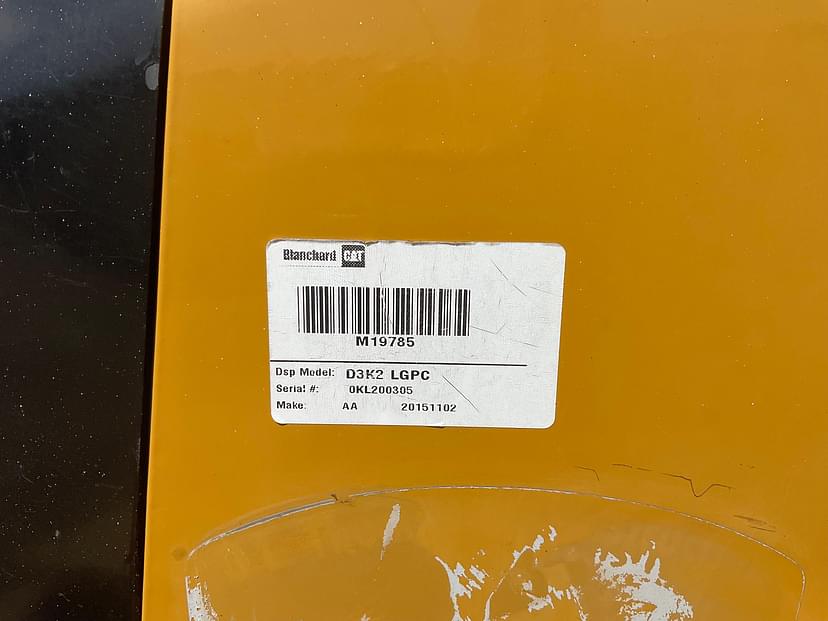 Blanchard CAT
M19785
Dsp Model: D3K2 LGPC
Serial #: 0KL200305
Make: AA 20151102